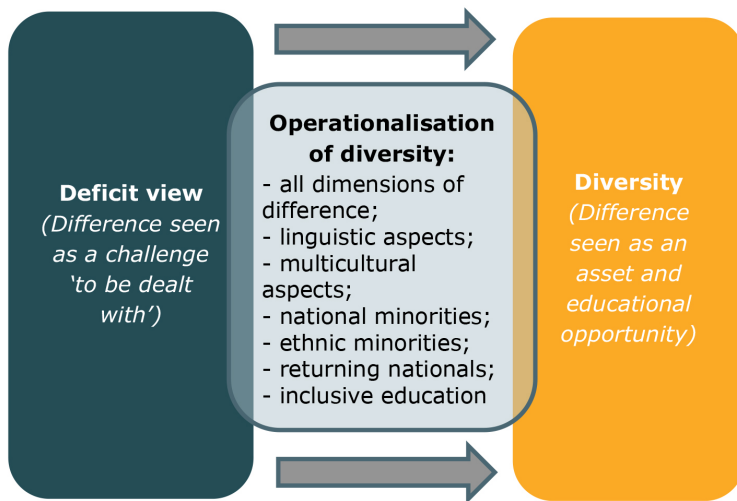 Deficit view
(Difference seen
as a challenge
‘to be dealt
with’)
Operationalisation
of diversity:
- all dimensions of
difference;
- linguistic aspects;
- multicultural
aspects;
- national minorities;
- ethnic minorities;
- returning nationals;
- inclusive education
Diversity
(Difference
seen as an
asset and
educational
opportunity)